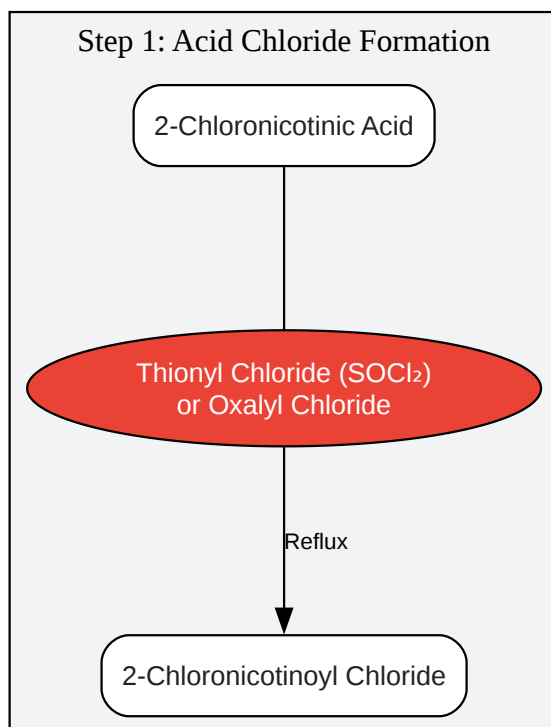 Step 1: Acid Chloride Formation
2-Chloronicotinic Acid
Thionyl Chloride (SOCl₂)
or Oxalyl Chloride
Reflux
2-Chloronicotinoyl Chloride